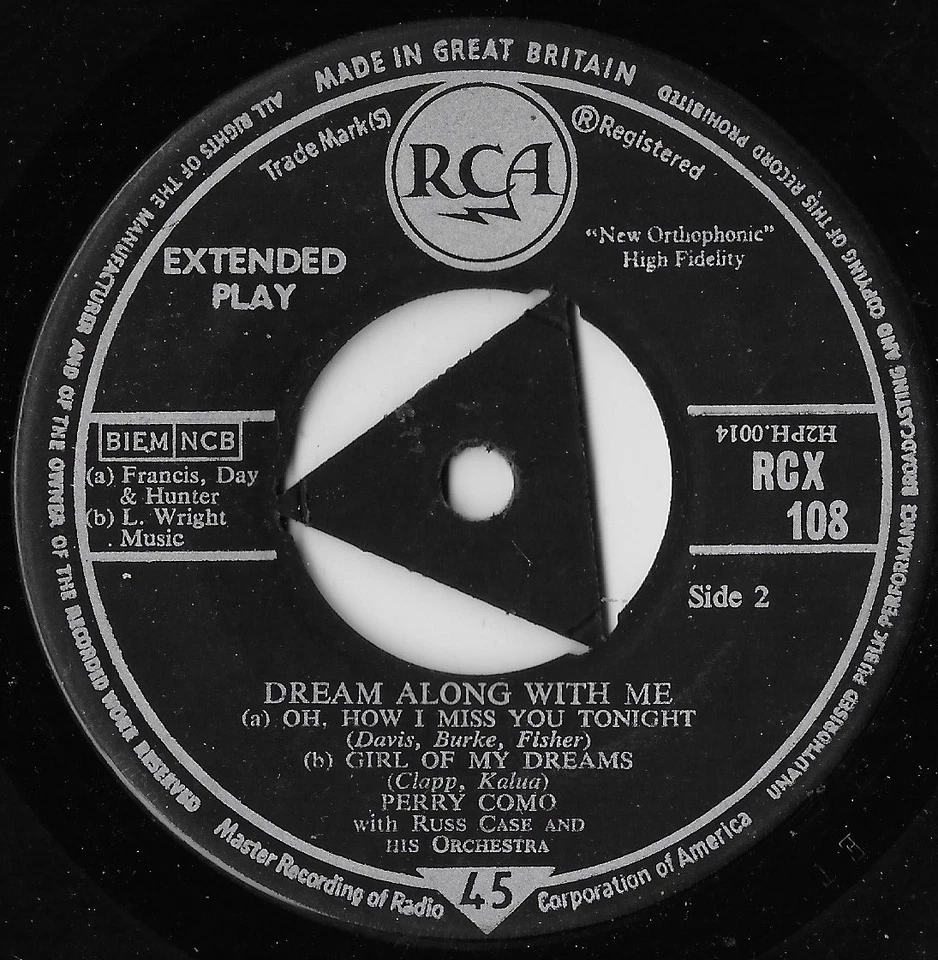 MADE IN GREAT BRITAIN
ALL RIGHTS OF THE MANUFACTURER AND OF THE OWNER OF THE RECORDED WORK RESERVED
UNAUTHORISED PUBLIC PERFORMANCE BROADCASTING AND COPYING OF THIS RECORD PROHIBITED
Trade Mark(S)
RCA
®Registered
EXTENDED
PLAY
"New Orthophonic"
High Fidelity
BIEM NCB
(a) Francis, Day
& Hunter
(b) L. Wright
Music
H2PH.0014
RCX
108
Side 2
DREAM ALONG WITH ME
(a) OH, HOW I MISS YOU TONIGHT
(Davis, Burke, Fisher)
(b) GIRL OF MY DREAMS
(Clapp, Kalua)
PERRY COMO
with RUSS CASE AND
HIS ORCHESTRA
Master Recording of Radio
45
Corporation of America